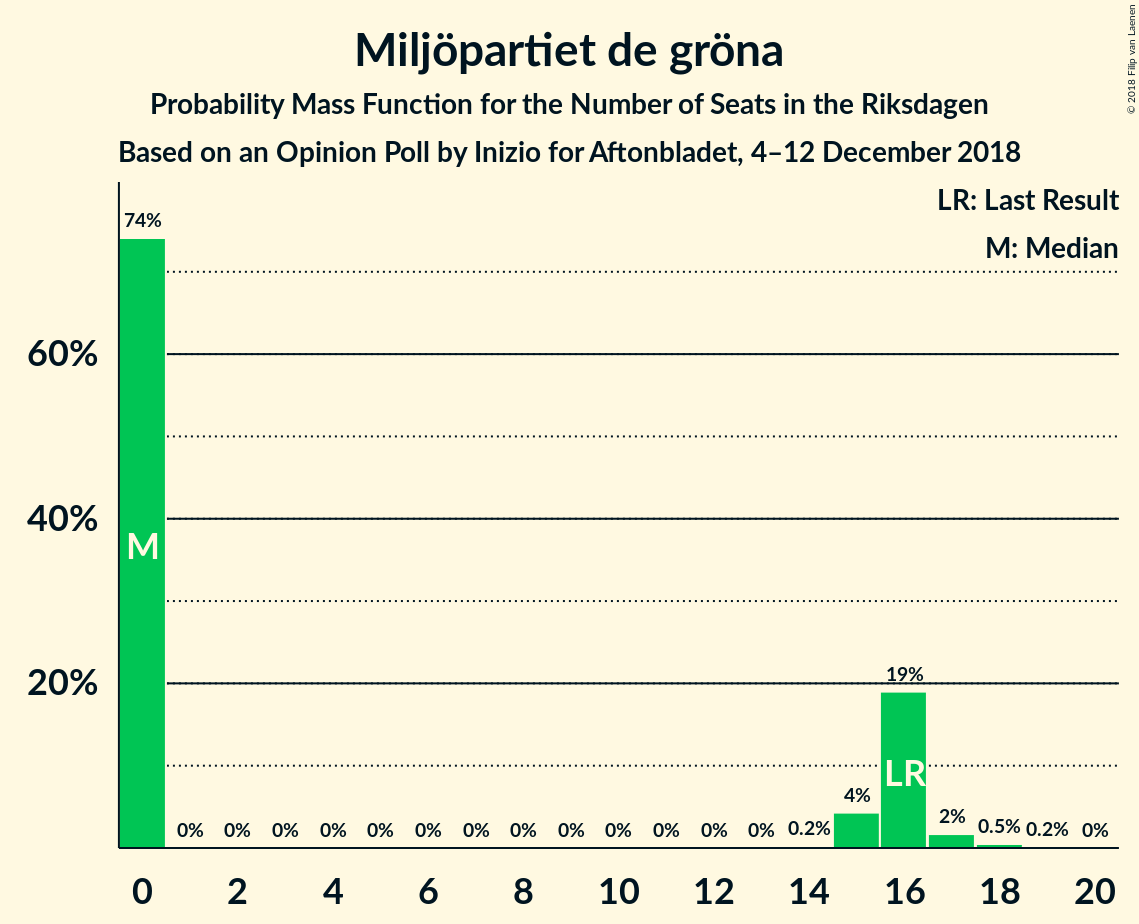 Miljöpartiet de gröna
Probability Mass Function for the Number of Seats in the Riksdagen
Based on an Opinion Poll by Inizio for Aftonbladet, 4–12 December 2018
© 2018 Filip van Laenen
LR: Last Result
M: Median
74%
60%
40%
M
20%
19%
LR
4%
0% 0% 0% 0% 0% 0% 0% 0% 0% 0% 0% 0% 0% 0.2% 2% 0.5% 0.2% 0%
0 2 4 6 8 10 12 14 16 18 20